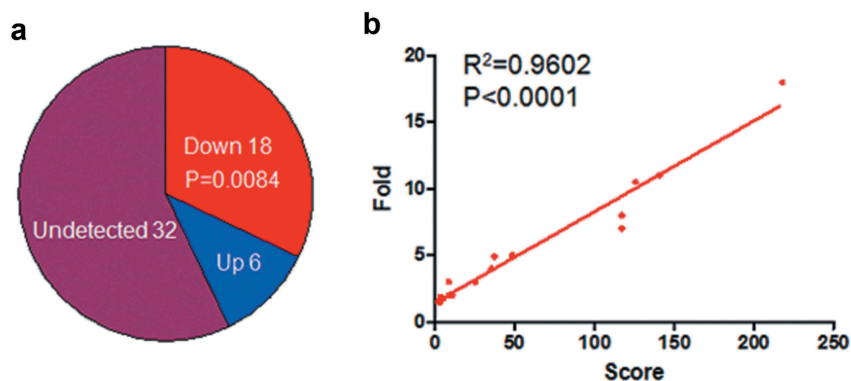 a
Down 18
P=0.0084
Undetected 32
Up 6
b
R²=0.9602
P<0.0001
Fold
20
15
10
5
0
0 50 100 150 200 250
Score